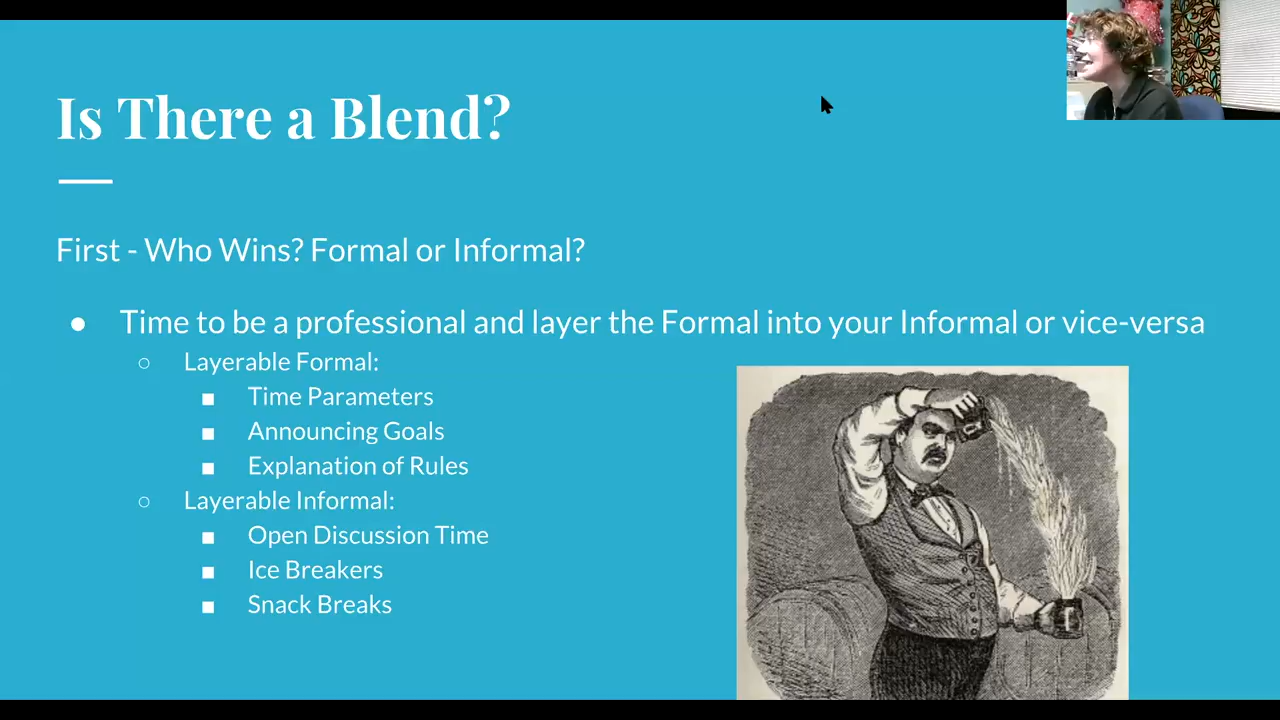 Is There a Blend?
First - Who Wins? Formal or Informal?
● Time to be a professional and layer the Formal into your Informal or vice-versa
○ Layerable Formal:
■ Time Parameters
■ Announcing Goals
■ Explanation of Rules
○ Layerable Informal:
■ Open Discussion Time
■ Ice Breakers
■ Snack Breaks